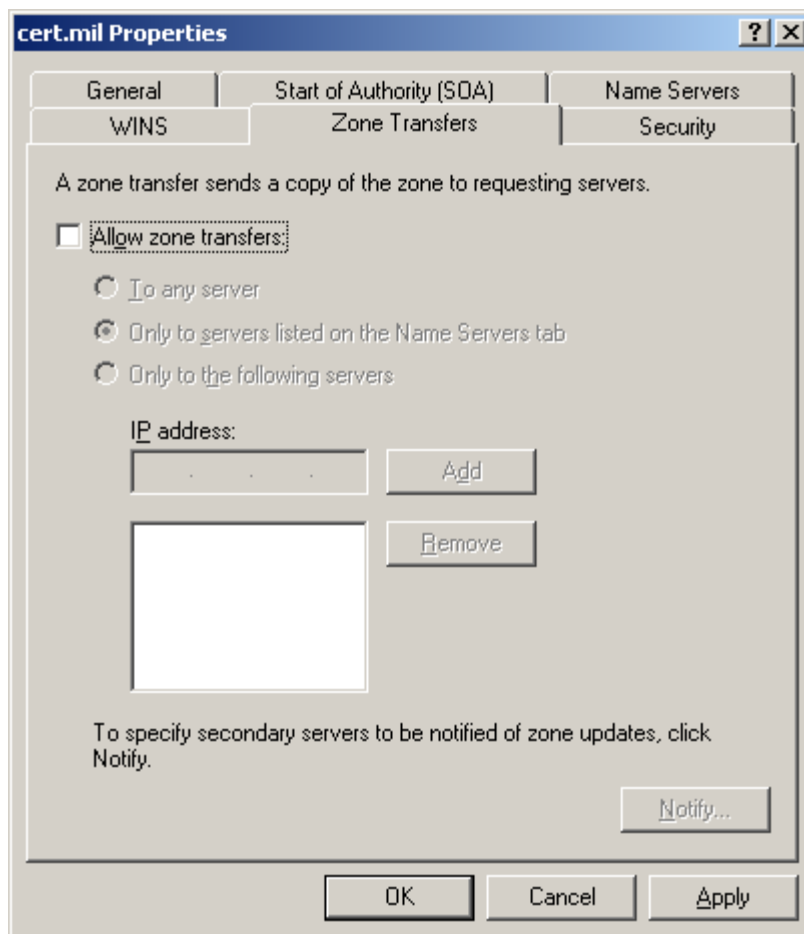 cert.mil Properties
General
Start of Authority (SOA)
Name Servers
WINS
Zone Transfers
Security
A zone transfer sends a copy of the zone to requesting servers.
Allow zone transfers:
To any server
Only to servers listed on the Name Servers tab
Only to the following servers
IP address:
. . .
Add
Remove
To specify secondary servers to be notified of zone updates, click
Notify.
Notify...
OK
Cancel
Apply